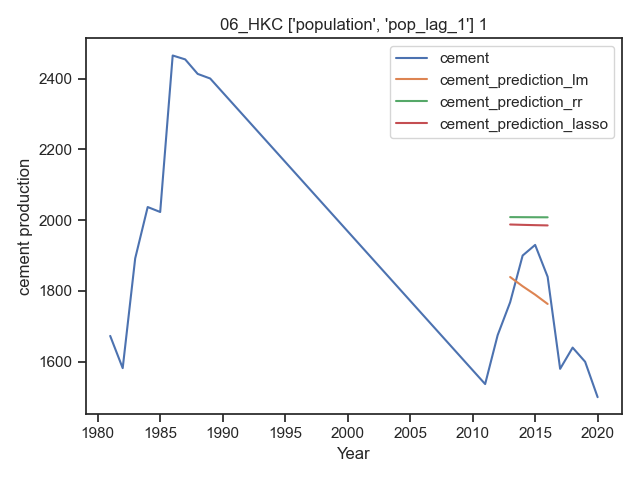 06_HKC ['population', 'pop_lag_1'] 1
cement
cement_prediction_lm
cement_prediction_rr
cement_prediction_lasso
cement production
2400
2200
2000
1800
1600
1980 1985 1990 1995 2000 2005 2010 2015 2020
Year